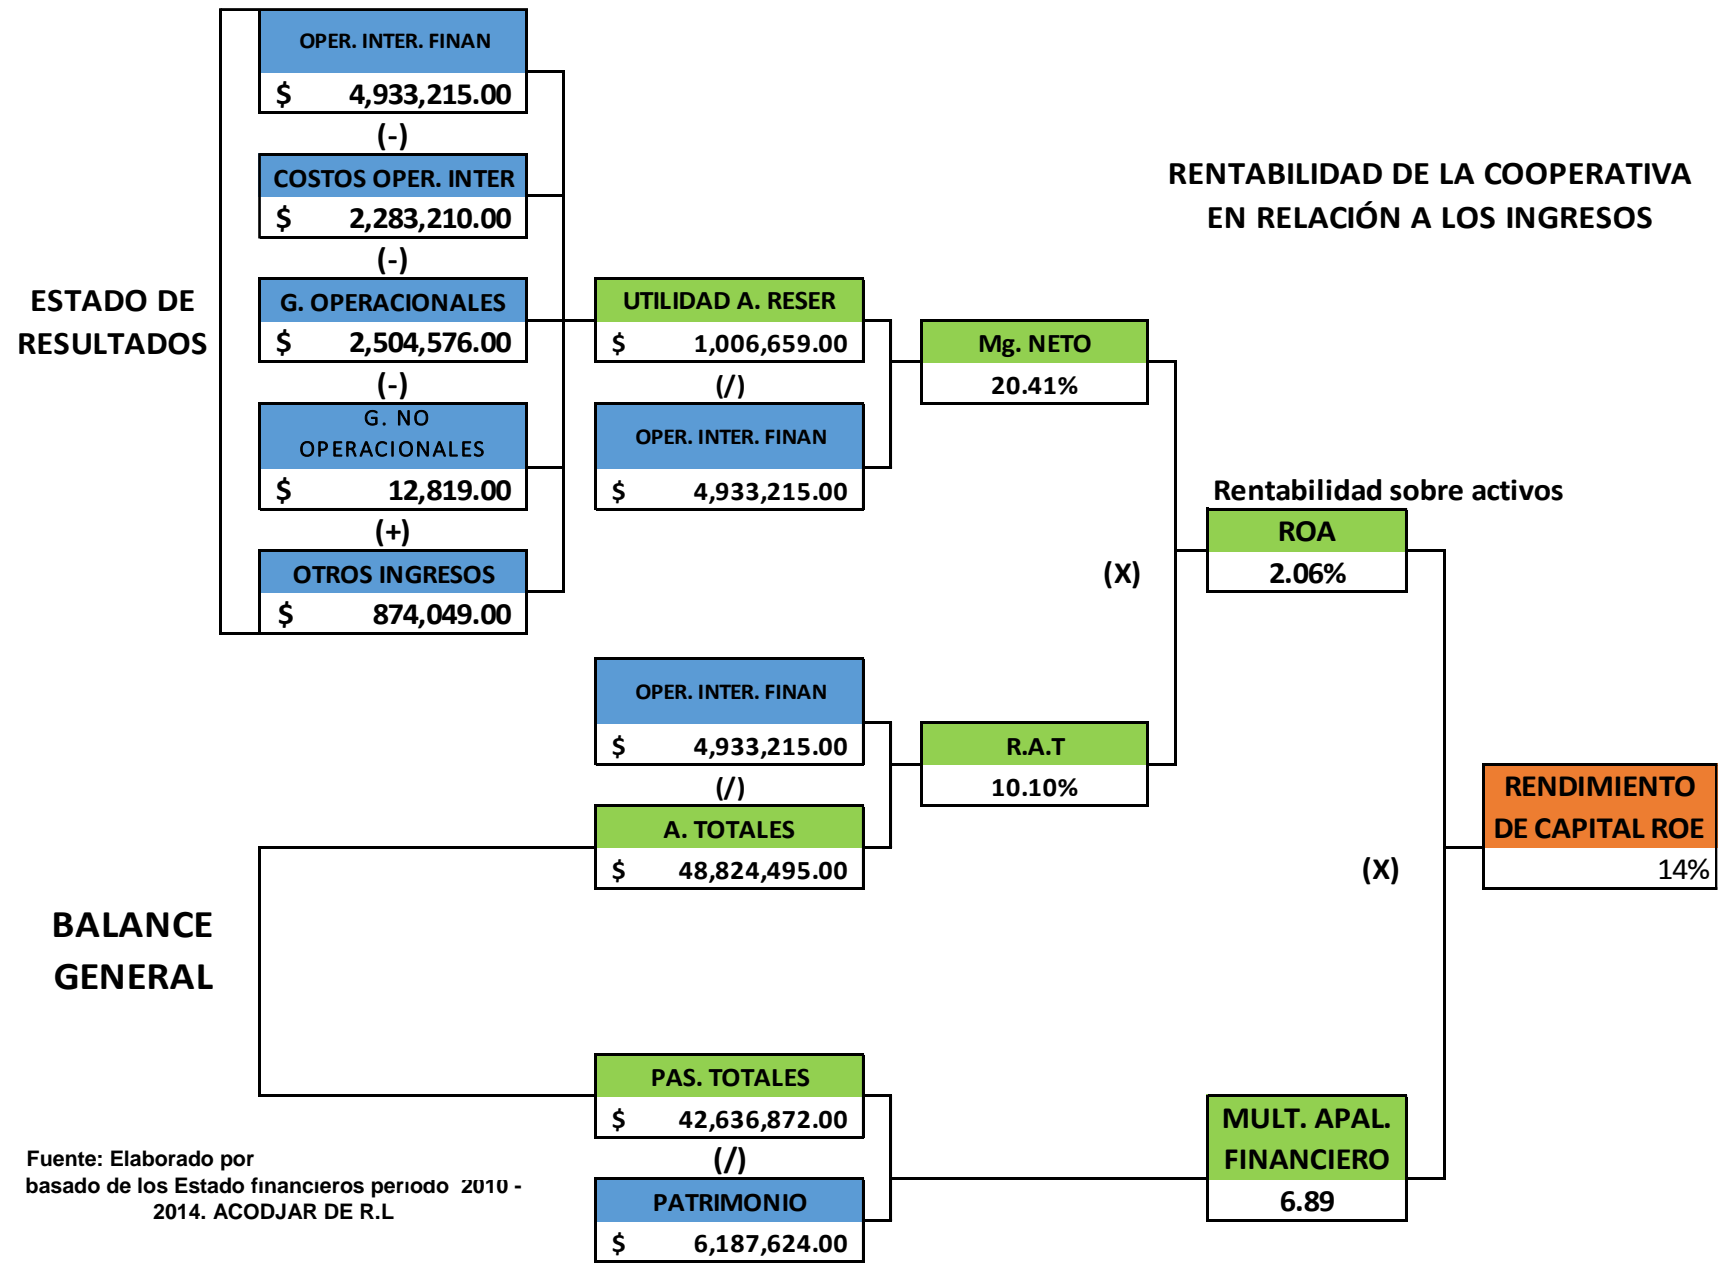 OPER. INTER. FINAN
$ 4,933,215.00
(-)
COSTOS OPER. INTER
$ 2,283,210.00
(-)
G. OPERACIONALES
$ 2,504,576.00
(-)
G. NO
OPERACIONALES
$ 12,819.00
(+)
OTROS INGRESOS
$ 874,049.00
ESTADO DE
RESULTADOS
RENTABILIDAD DE LA COOPERATIVA
EN RELACIÓN A LOS INGRESOS
UTILIDAD A. RESER
$ 1,006,659.00
(/)
OPER. INTER. FINAN
$ 4,933,215.00
Mg. NETO
20.41%
Rentabilidad sobre activos
ROA
2.06%
(X)
OPER. INTER. FINAN
$ 4,933,215.00
(/)
A. TOTALES
$ 48,824,495.00
R.A.T
10.10%
RENDIMIENTO
DE CAPITAL ROE
14%
(X)
BALANCE
GENERAL
PAS. TOTALES
$ 42,636,872.00
(/)
PATRIMONIO
$ 6,187,624.00
MULT. APAL.
FINANCIERO
6.89
Fuente: Elaborado por
basado de los Estado financieros periodo 2010 -
2014. ACODJAR DE R.L